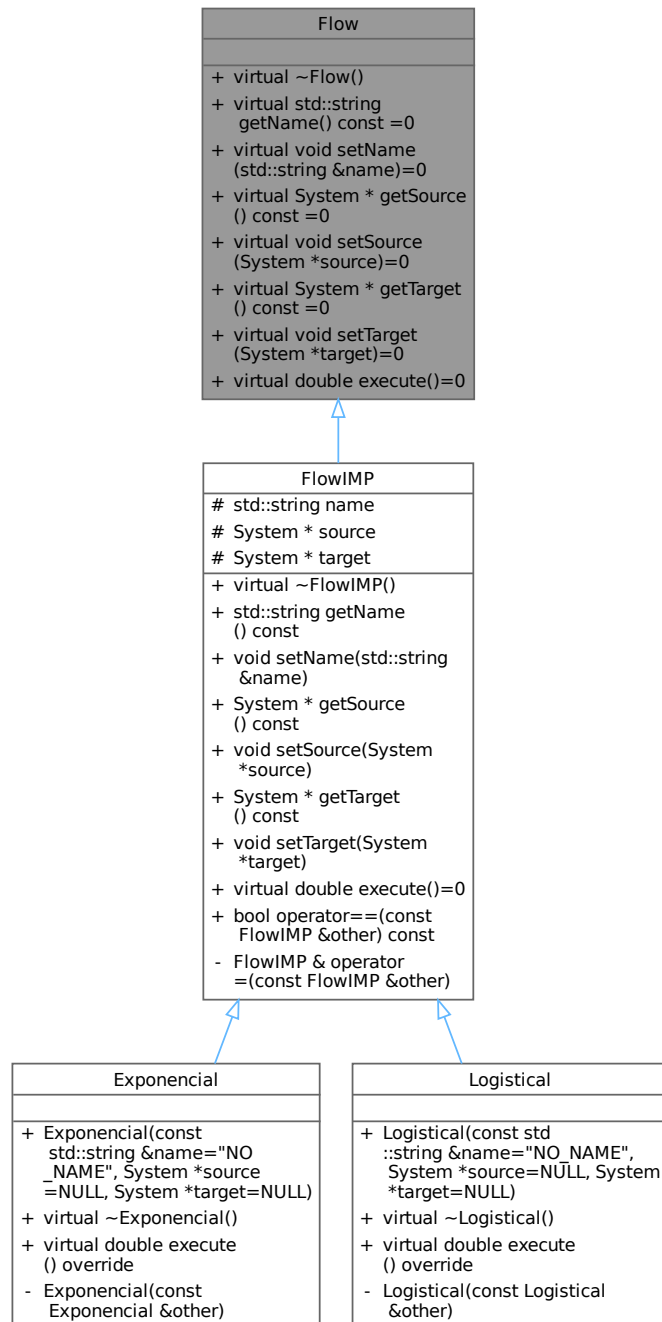 Flow
+ virtual ~Flow()
+ virtual std::string
getName() const =0
+ virtual void setName
(std::string &name)=0
+ virtual System * getSource
() const =0
+ virtual void setSource
(System *source)=0
+ virtual System * getTarget
() const =0
+ virtual void setTarget
(System *target)=0
+ virtual double execute()=0
FlowIMP
# std::string name
# System * source
# System * target
+ virtual ~FlowIMP()
+ std::string getName
() const
+ void setName(std::string
&name)
+ System * getSource
() const
+ void setSource(System
*source)
+ System * getTarget
() const
+ void setTarget(System
*target)
+ virtual double execute()=0
+ bool operator==(const
FlowIMP &other) const
- FlowIMP & operator
=(const FlowIMP &other)
Exponencial
+ Exponencial(const
std::string &name="NO
_NAME", System *source
=NULL, System *target=NULL)
+ virtual ~Exponencial()
+ virtual double execute
() override
- Exponencial(const
Exponencial &other)
Logistical
+ Logistical(const std
::string &name="NO_NAME",
System *source=NULL, System
*target=NULL)
+ virtual ~Logistical()
+ virtual double execute
() override
- Logistical(const Logistical
&other)